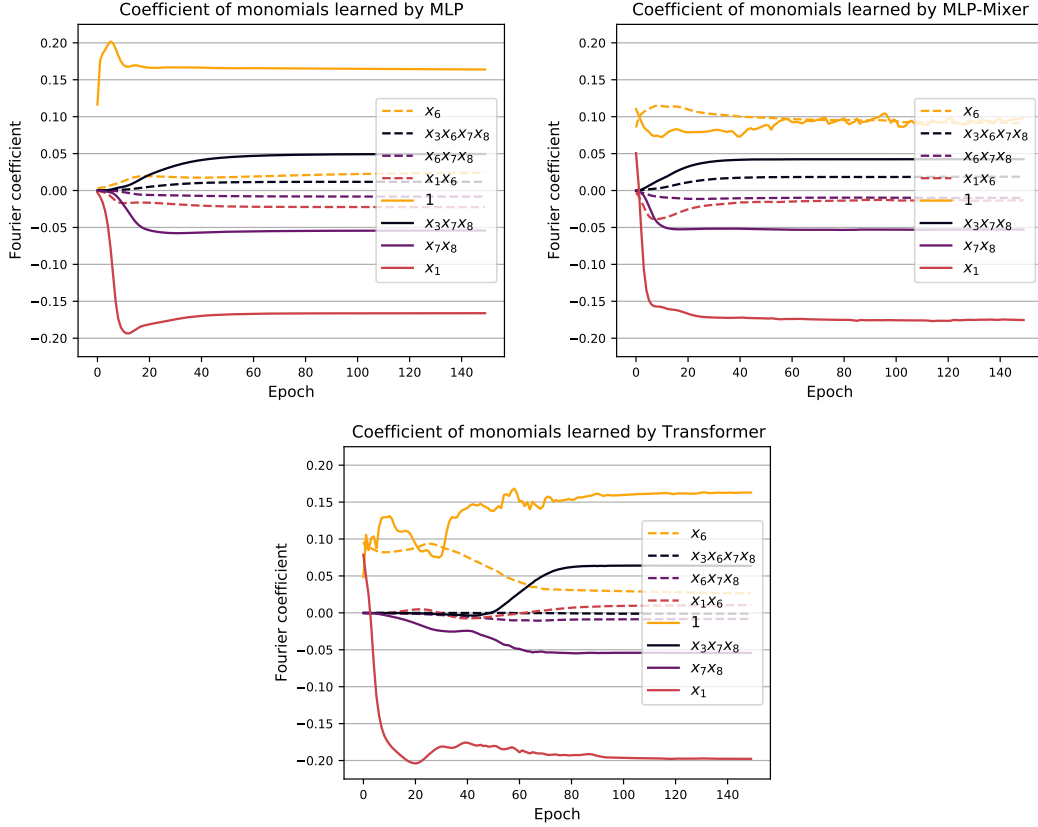 Coefficient of monomials learned by MLP
0.20
0.15
0.10
0.05
0.00
−0.05
−0.10
−0.15
−0.20
Fourier coefficient
x6
x3x6x7x8
x6x7x8
x1x6
1
x3x7x8
x7x8
x1
0 20 40 60 80 100 120 140
Epoch
Coefficient of monomials learned by MLP-Mixer
0.20
0.15
0.10
0.05
0.00
−0.05
−0.10
−0.15
−0.20
Fourier coefficient
x6
x3x6x7x8
x6x7x8
x1x6
1
x3x7x8
x7x8
x1
0 20 40 60 80 100 120 140
Epoch
Coefficient of monomials learned by Transformer
0.20
0.15
0.10
0.05
0.00
−0.05
−0.10
−0.15
−0.20
Fourier coefficient
x6
x3x6x7x8
x6x7x8
x1x6
1
x3x7x8
x7x8
x1
0 20 40 60 80 100 120 140
Epoch